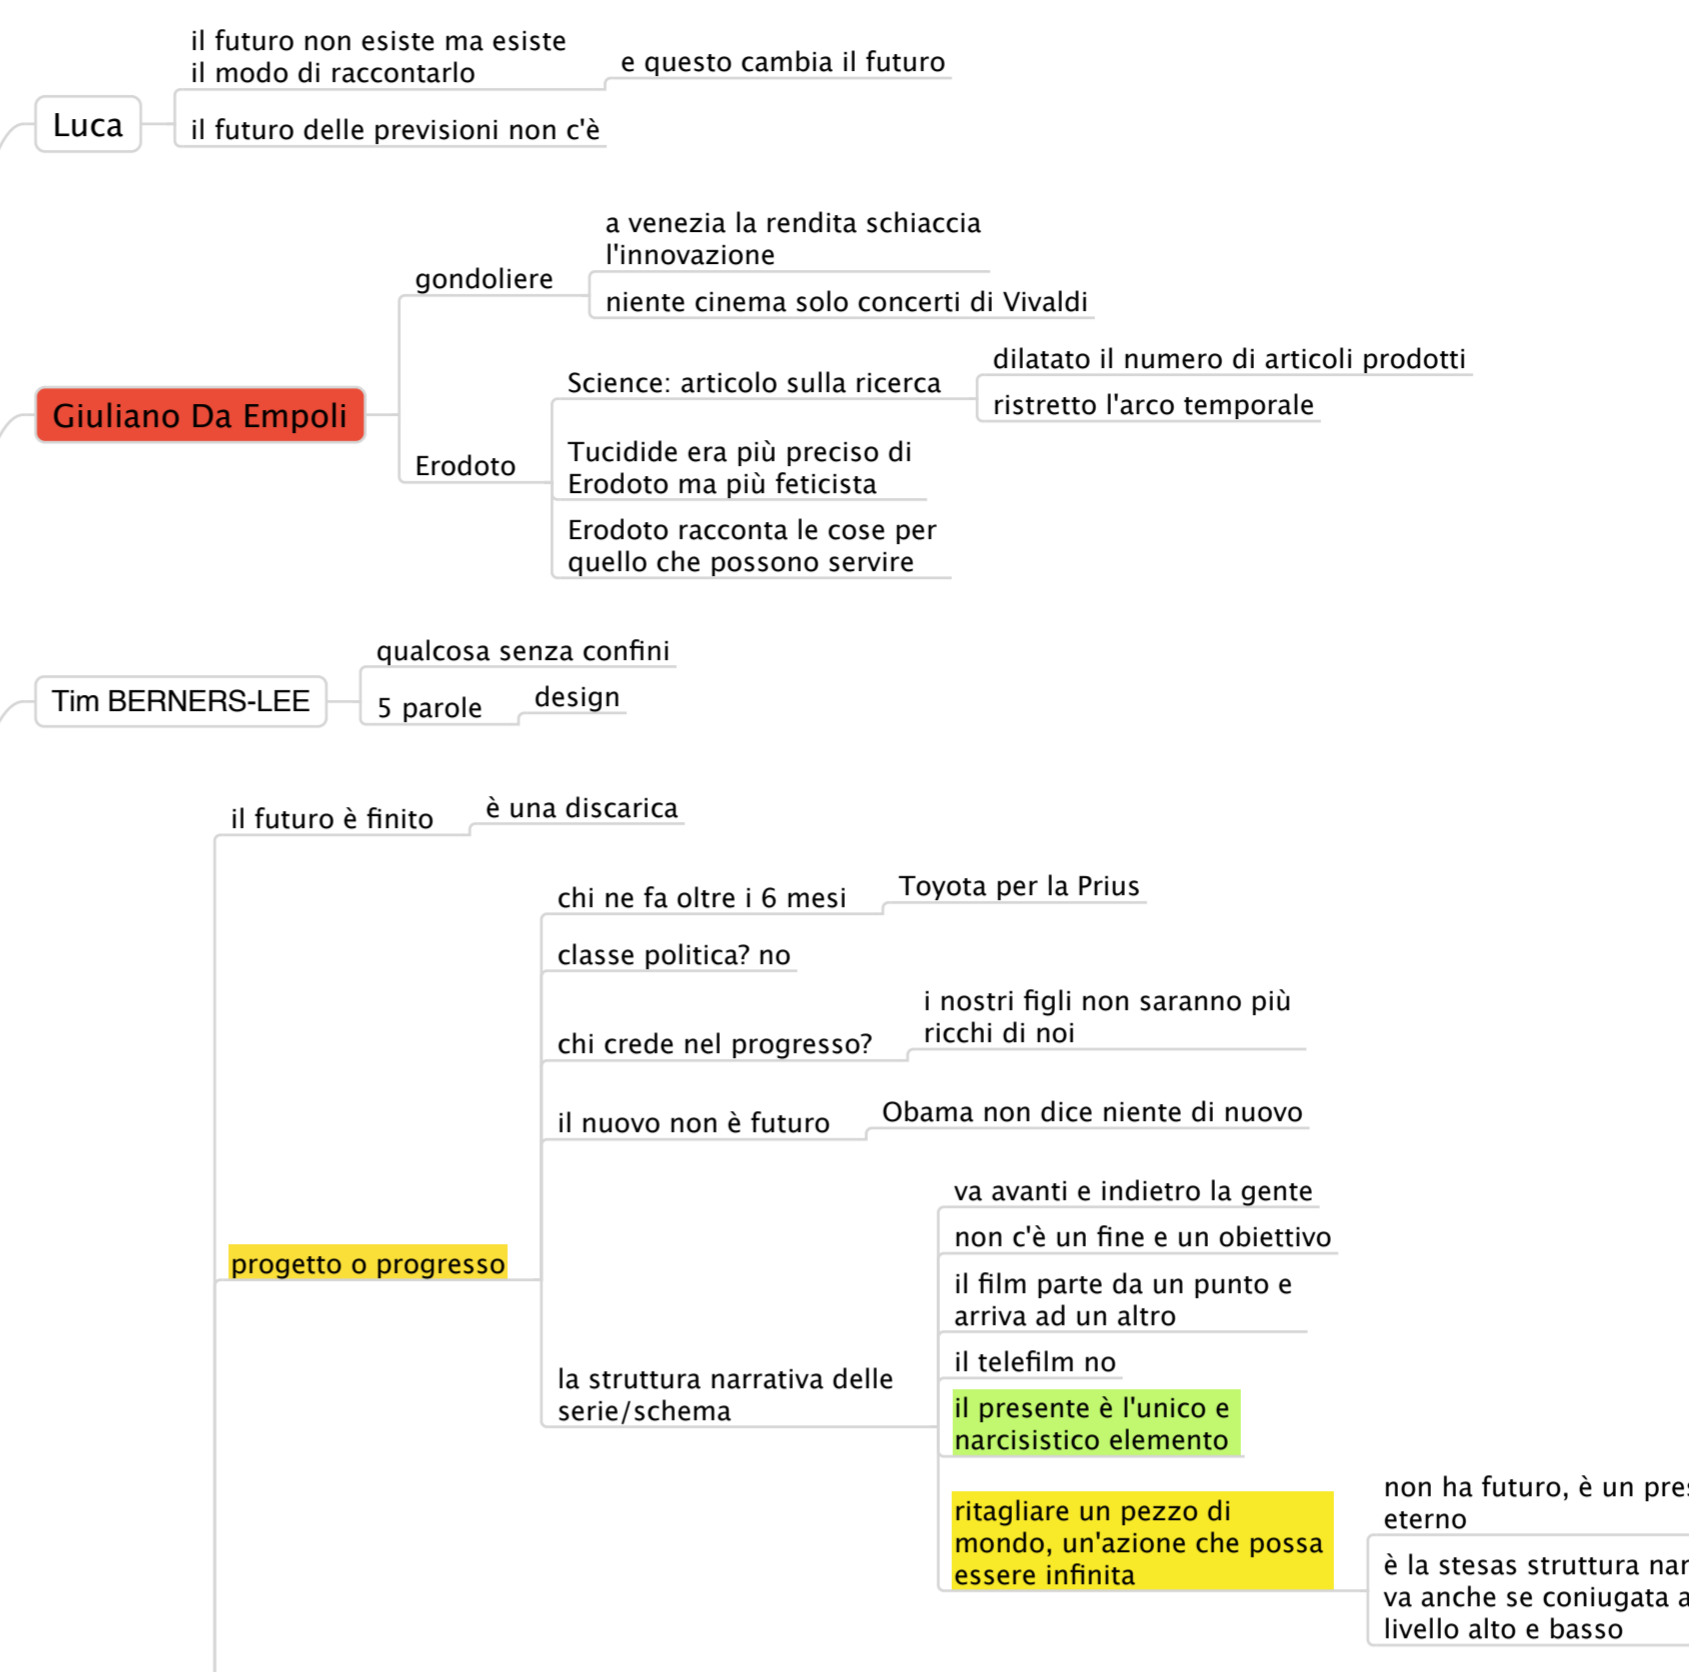 il futuro non esiste ma esiste
il modo di raccontarlo
e questo cambia il futuro
Luca
il futuro delle previsioni non c'è
a venezia la rendita schiaccia
l'innovazione
gondoliere
niente cinema solo concerti di Vivaldi
dilatato il numero di articoli prodotti
Science: articolo sulla ricerca
ristretto l'arco temporale
Giuliano Da Empoli
Tucidide era più preciso di
Erodoto ma più feticista
Erodoto
Erodoto racconta le cose per
quello che possono servire
qualcosa senza confini
Tim BERNERS-LEE
5 parole
design
il futuro è finito
è una discarica
chi ne fa oltre i 6 mesi
Toyota per la Prius
classe politica? no
i nostri figli non saranno più
ricchi di noi
chi crede nel progresso?
il nuovo non è futuro
Obama non dice niente di nuovo
va avanti e indietro la gente
non c'è un fine e un obiettivo
progetto o progresso
il film parte da un punto e
arriva ad un altro
il telefilm no
la struttura narrativa delle
serie/schema
il presente è l'unico e
narcisistico elemento
ritagliare un pezzo di
mondo, un'azione che possa
essere infinita
non ha futuro, è un
eterno
è la stesas struttura
va anche se coniugata a
livello alto e basso